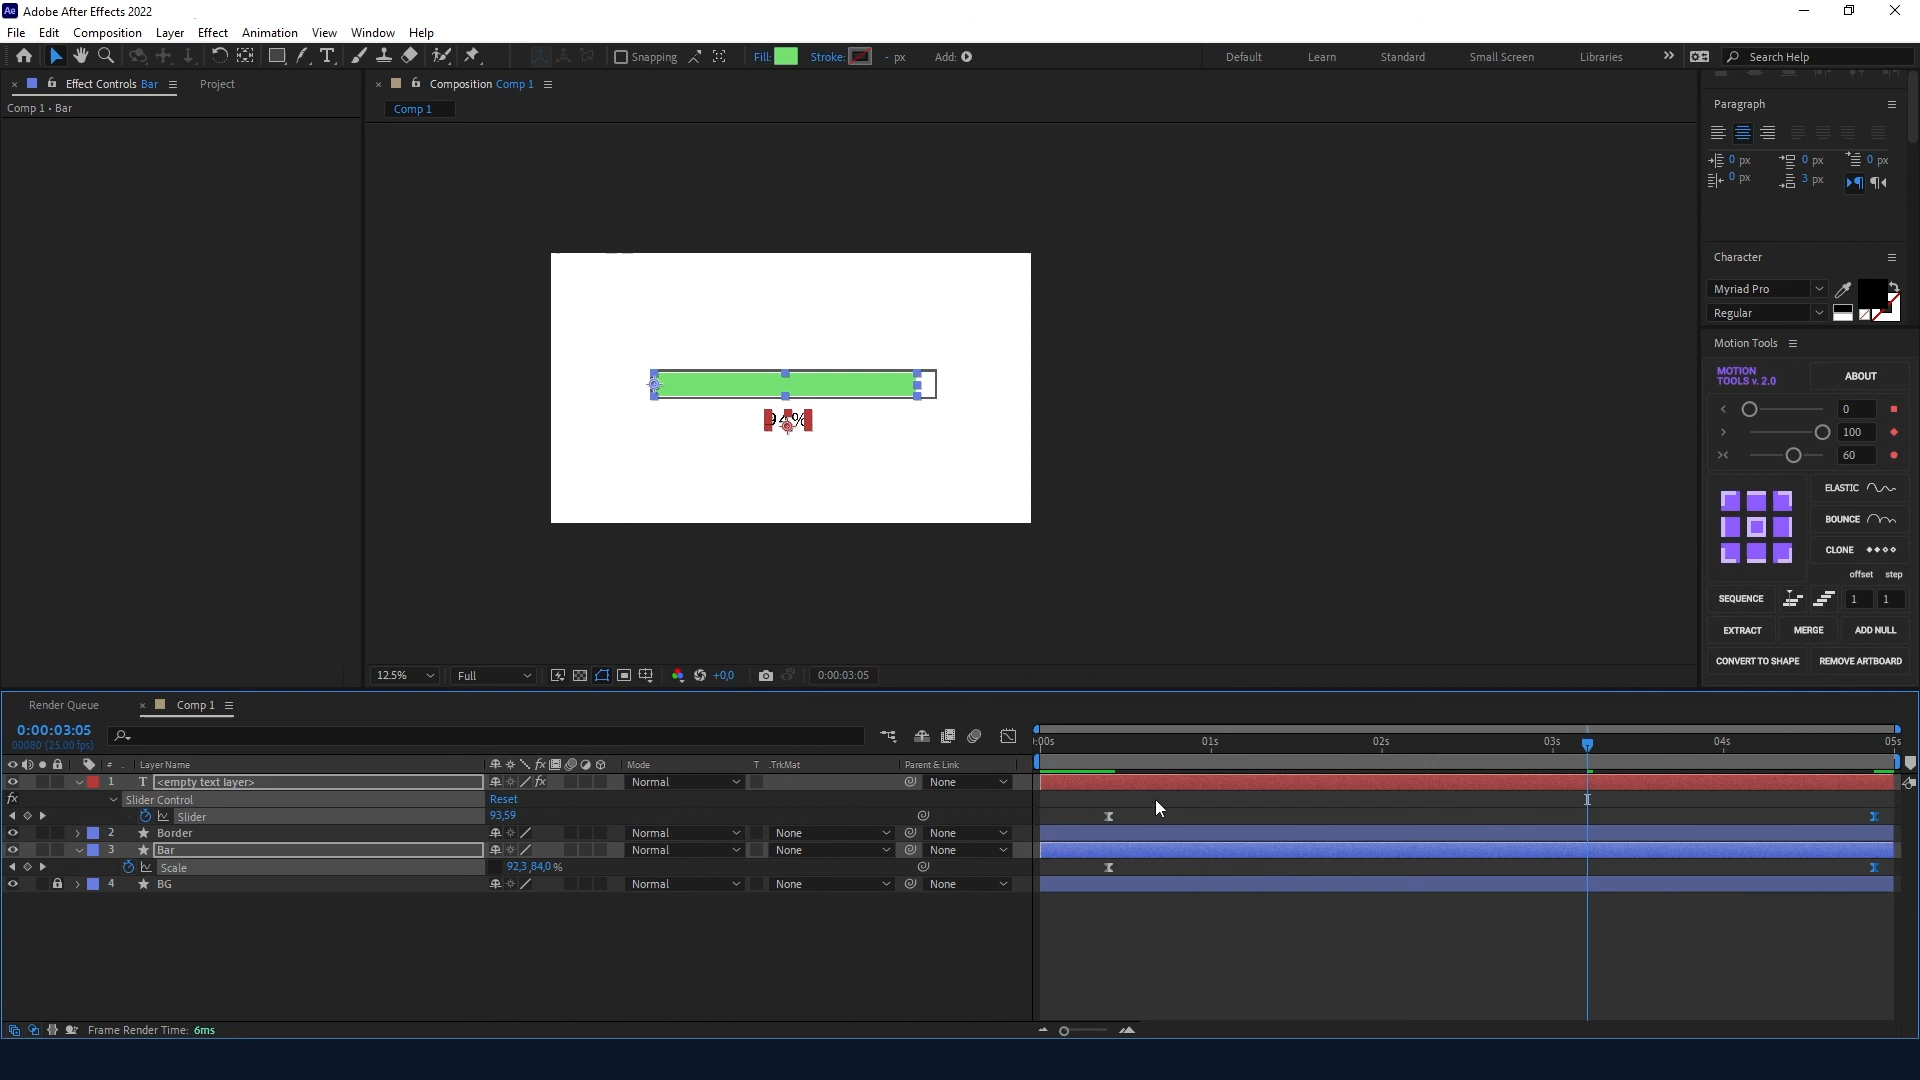 Ae Adobe After Effects 2022
File Edit Composition Layer Effect Animation View Window Help
Snapping Fill: Stroke: - px Add: Default Learn Standard Small Screen Libraries Search Help
Effect Controls Bar Project
Comp 1 • Bar
Composition Comp 1
Comp 1
94%
12.5% Full +0,0 0:00:03:05
Paragraph
0 px 0 px 0 px
0 px 3 px
Character
Myriad Pro
Regular
Motion Tools
MOTION TOOLS v. 2.0 ABOUT
0
100
60
ELASTIC
BOUNCE
CLONE
offset step
SEQUENCE 1 1
EXTRACT MERGE ADD NULL
CONVERT TO SHAPE REMOVE ARTBOARD
Render Queue Comp 1
0:00:03:05
00080 (25.00 fps)
:00s 01s 02s 03s 04s 05s
# Layer Name Mode T .TrkMat Parent & Link
1 T <empty text layer> Normal None
fx Slider Control Reset
Slider 93,59
2 Border Normal None None
3 Bar Normal None None
Scale 92,3,84,0%
4 BG Normal None None
Frame Render Time: 6ms